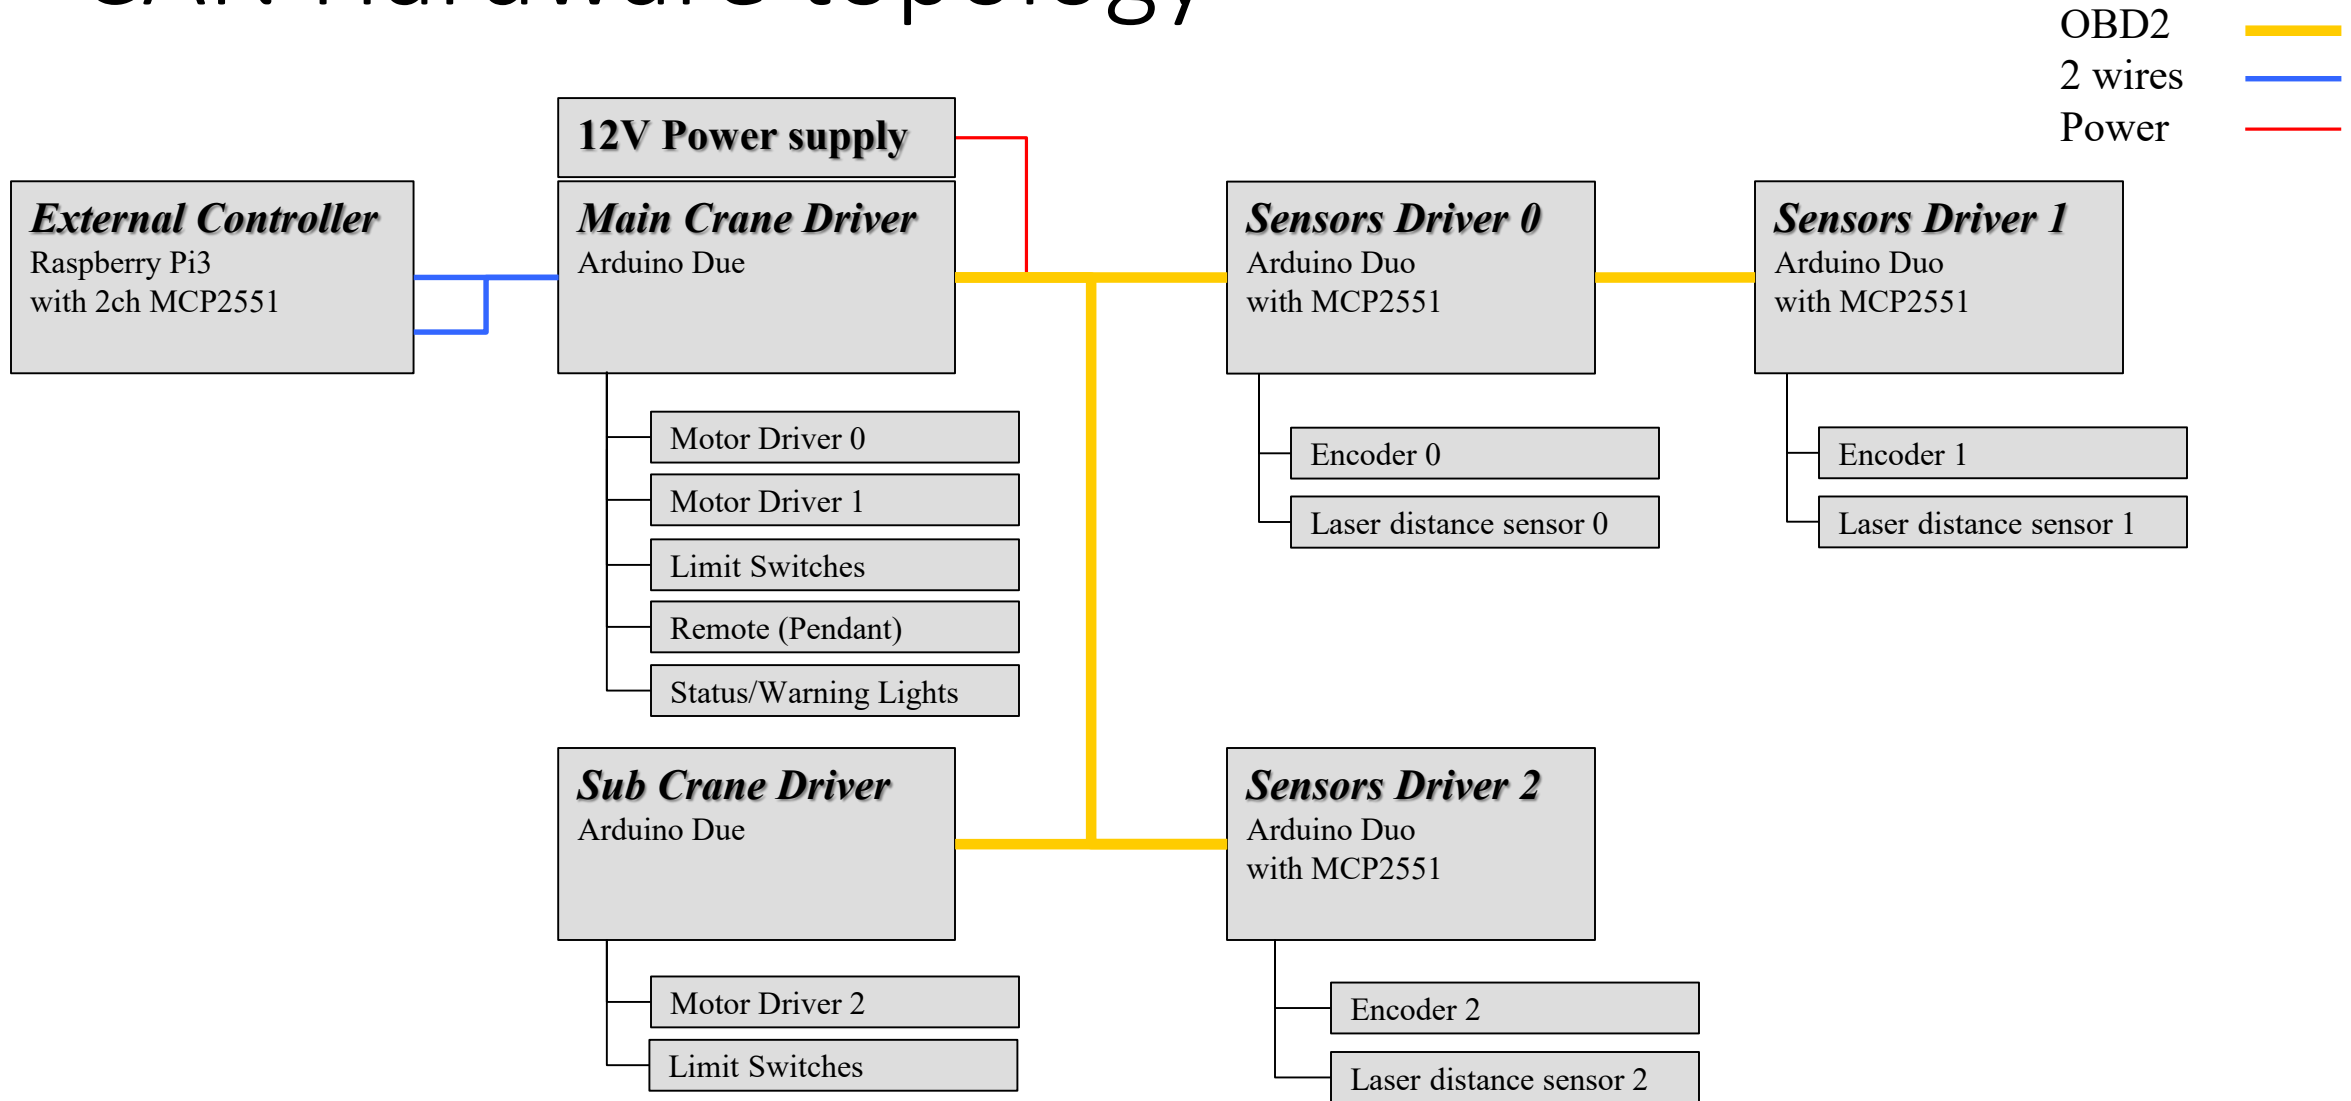 CAN Hardware topology
OBD2
2 wires
Power
12V Power supply
External Controller
Raspberry Pi3
with 2ch MCP2551
Main Crane Driver
Arduino Due
Sensors Driver 0
Arduino Duo
with MCP2551
Sensors Driver 1
Arduino Duo
with MCP2551
Motor Driver 0
Motor Driver 1
Limit Switches
Remote (Pendant)
Status/Warning Lights
Encoder 0
Laser distance sensor 0
Encoder 1
Laser distance sensor 1
Sub Crane Driver
Arduino Due
Sensors Driver 2
Arduino Duo
with MCP2551
Motor Driver 2
Limit Switches
Encoder 2
Laser distance sensor 2